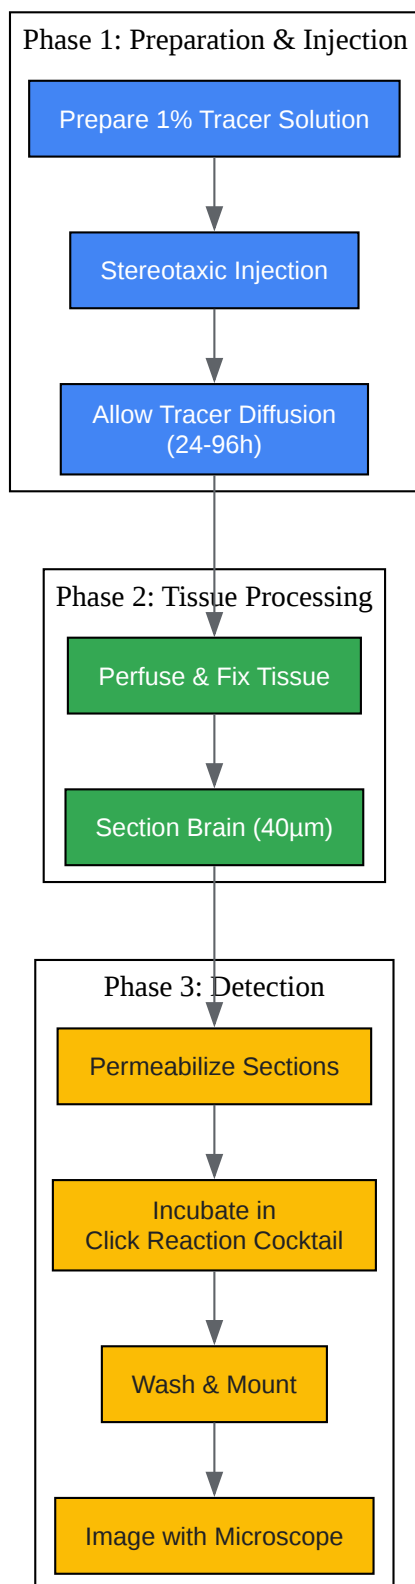 Phase 1: Preparation & Injection
Prepare 1% Tracer Solution
Stereotaxic Injection
Allow Tracer Diffusion
(24-96h)
Phase 2: Tissue Processing
Perfuse & Fix Tissue
Section Brain (40µm)
Phase 3: Detection
Permeabilize Sections
Incubate in
Click Reaction Cocktail
Wash & Mount
Image with Microscope